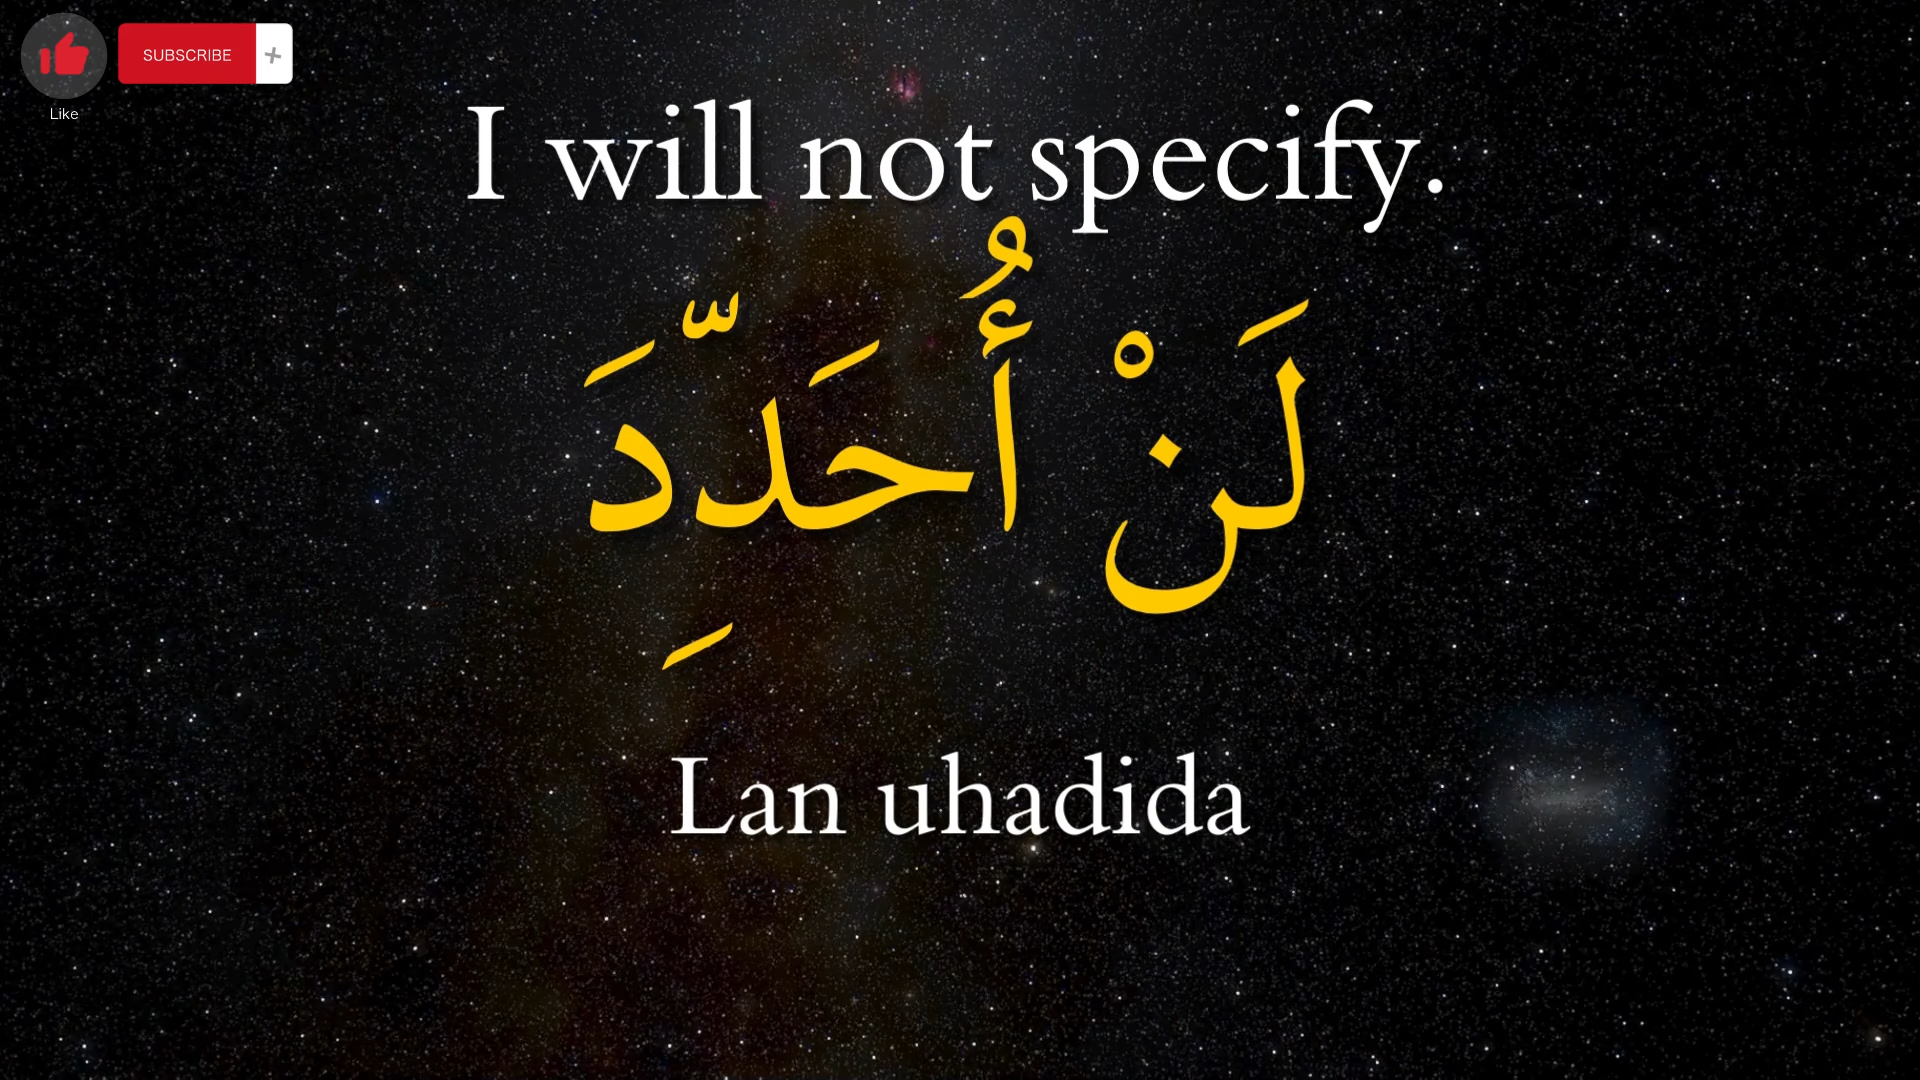 Like
SUBSCRIBE
I will not specify.
لَنْ أُحَدِّدَ
Lan uhadida